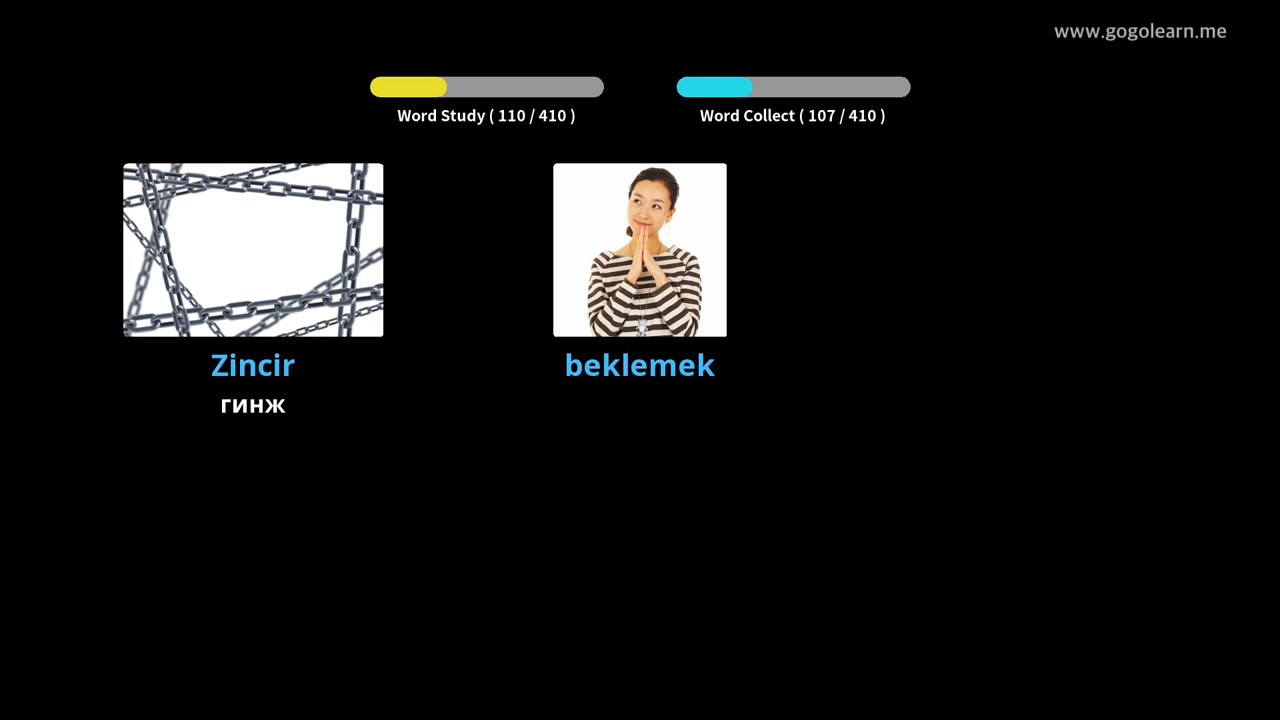 www.gogolearn.me
Word Study ( 110 / 410 )
Word Collect ( 107 / 410 )
Zincir
beklemek
гинж